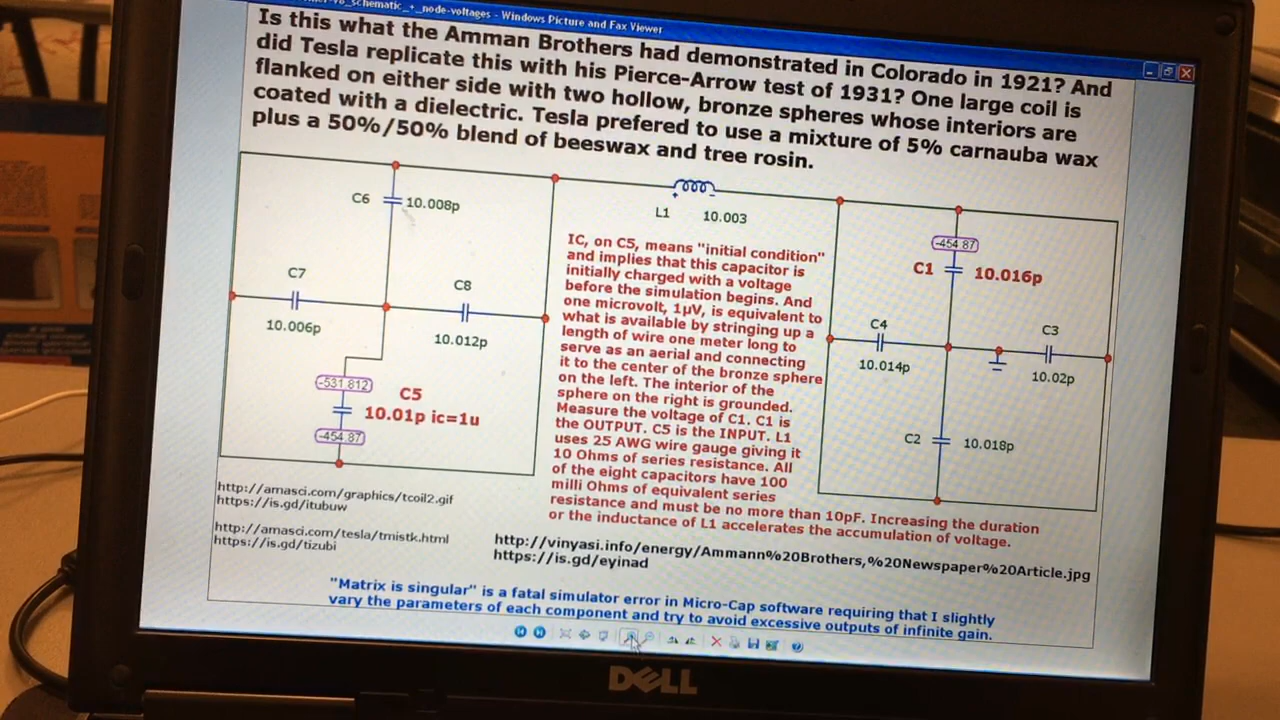 schematic_+_node-voltages - Windows Picture and Fax Viewer
Is this what the Amman Brothers had demonstrated in Colorado in 1921? And
did Tesla replicate this with his Pierce-Arrow test of 1931? One large coil is
flanked on either side with two hollow, bronze spheres whose interiors are
coated with a dielectric. Tesla prefered to use a mixture of 5% carnauba wax
plus a 50%/50% blend of beeswax and tree rosin.
C6
10.008p
L1
10.003
-454.87
C1
10.016p
C7
10.006p
C8
10.012p
IC, on C5, means "initial condition"
and implies that this capacitor is
initially charged with a voltage
before the simulation begins. And
one microvolt, 1µV, is equivalent to
what is available by stringing up a
length of wire one meter long to
serve as an aerial and connecting
it to the center of the bronze sphere
on the left. The interior of the
sphere on the right is grounded.
Measure the voltage of C1. C1 is
the OUTPUT. C5 is the INPUT. L1
uses 25 AWG wire gauge giving it
10 Ohms of series resistance. All
of the eight capacitors have 100
milli Ohms of equivalent series
resistance and must be no more than 10pF. Increasing the duration
or the inductance of L1 accelerates the accumulation of voltage.
C4
10.014p
C3
10.02p
-531.812
C5
10.01p ic=1u
-454.87
C2
10.018p
http://amasci.com/graphics/tcoil2.gif
https://is.gd/itubuw
http://amasci.com/tesla/tmistk.html
https://is.gd/tizubi
http://vinyasi.info/energy/Ammann%20Brothers,%20Newspaper%20Article.jpg
https://is.gd/eyinad
"Matrix is singular" is a fatal simulator error in Micro-Cap software requiring that I slightly
vary the parameters of each component and try to avoid excessive outputs of infinite gain.
DELL